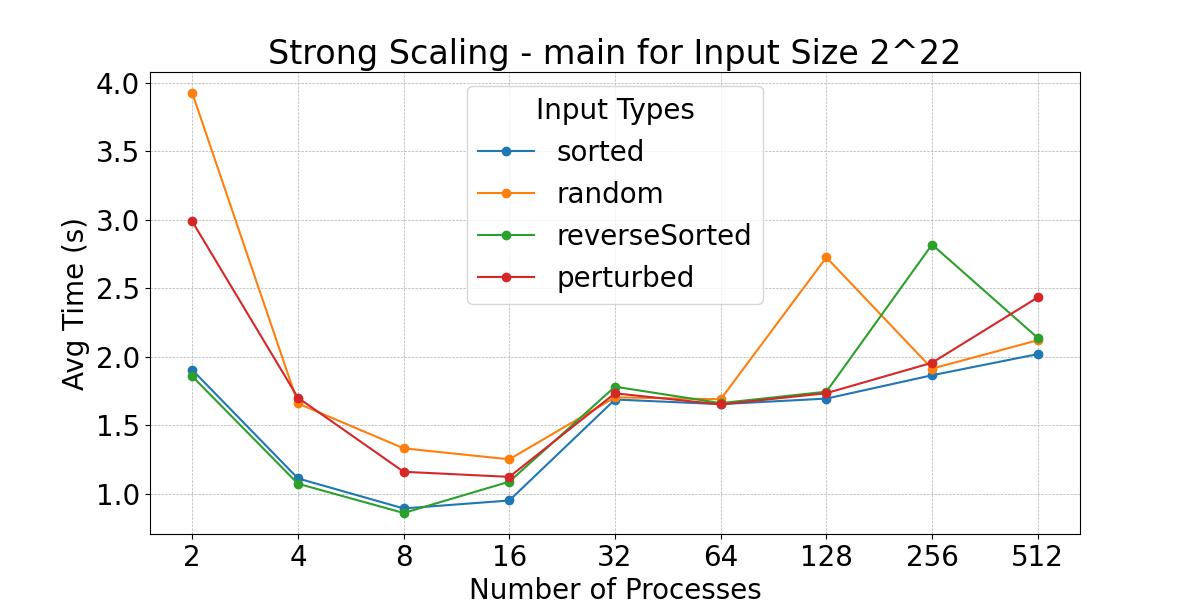 Strong Scaling - main for Input Size 2^22
Avg Time (s)
4.0
3.5
3.0
2.5
2.0
1.5
1.0
Input Types
sorted
random
reverseSorted
perturbed
2 4 8 16 32 64 128 256 512
Number of Processes